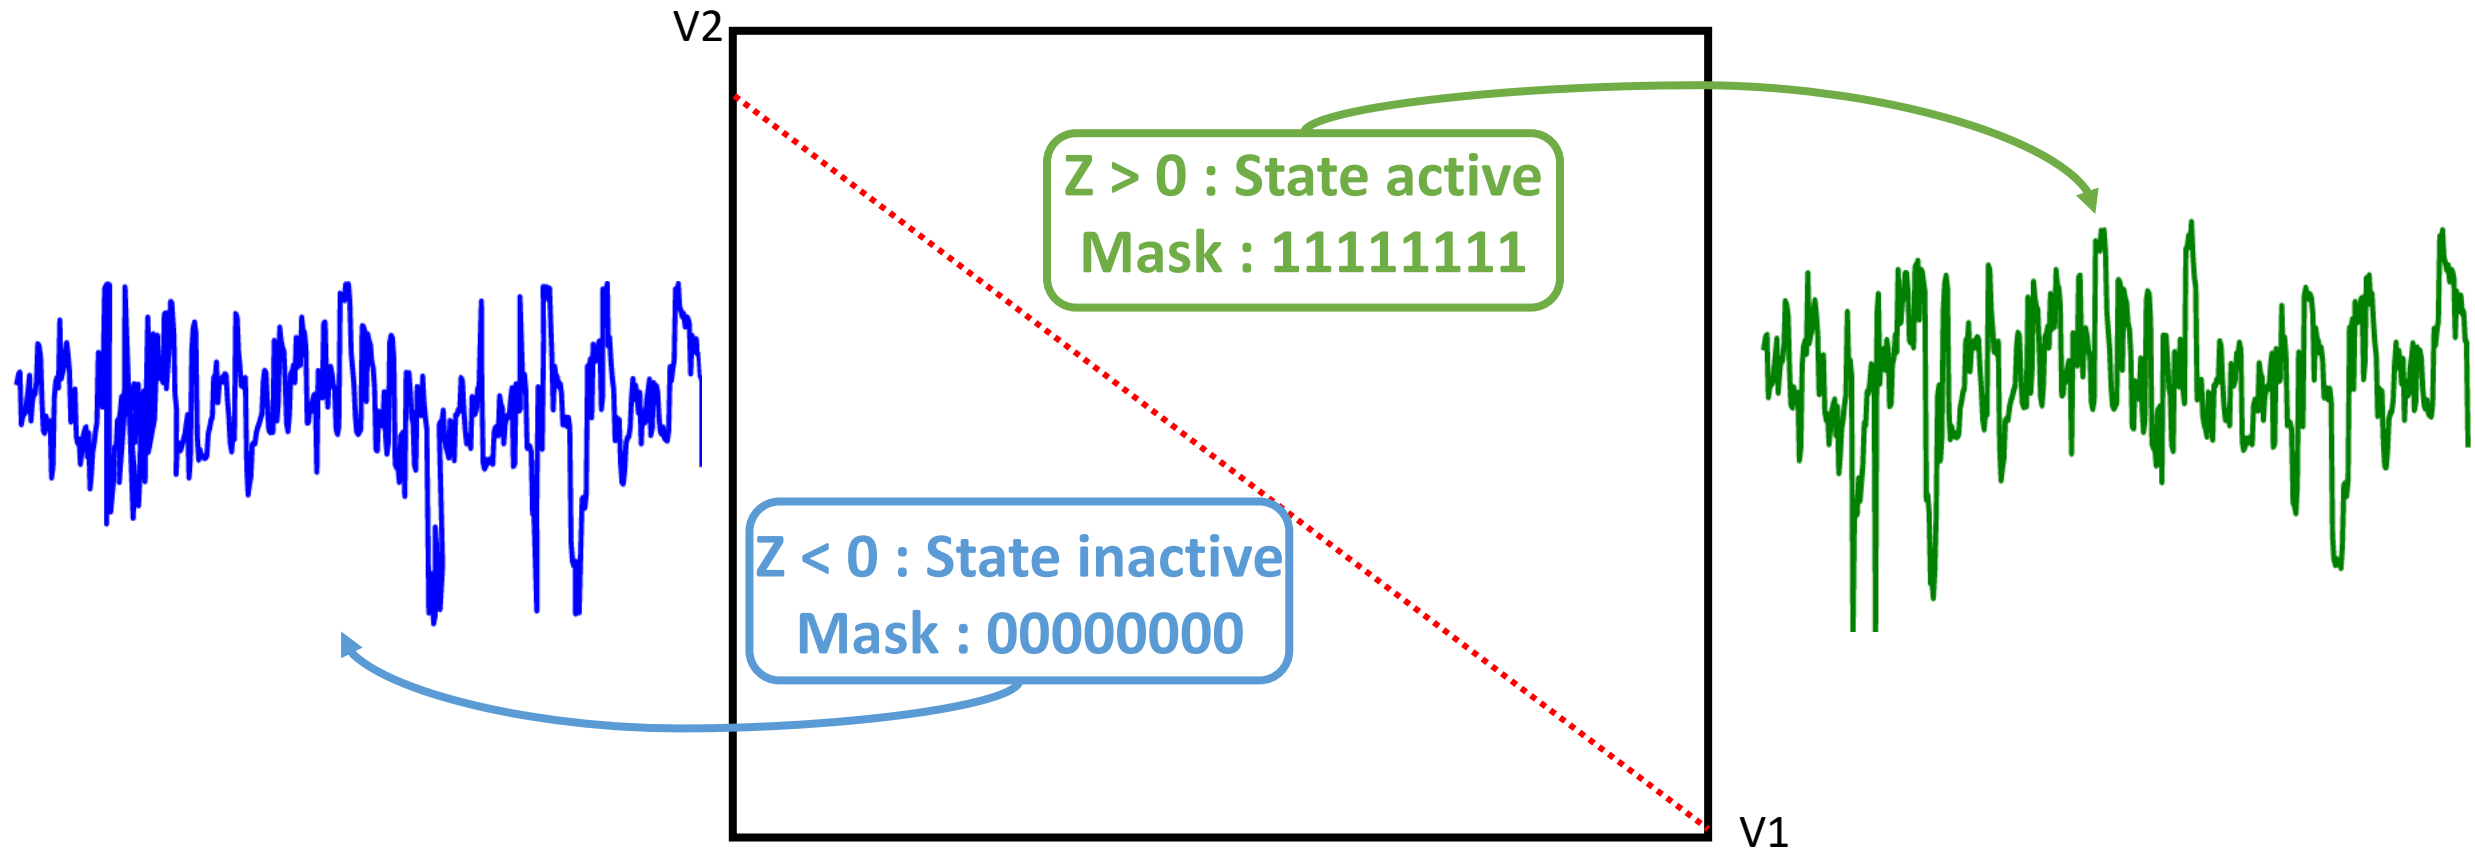 V2
Z > 0 : State active
Mask : 11111111
Z < 0 : State inactive
Mask : 00000000
V1